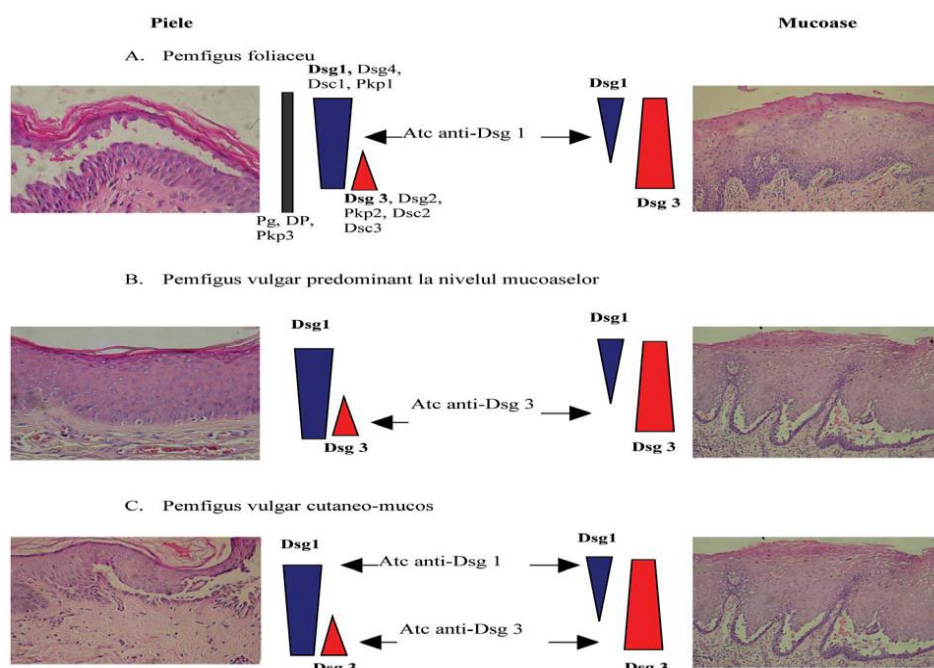 Piele
Mucoase
A. Pemfigus foliaceu
Dsg1, Dsg4,
Dsc1, Pkp1
Dsg1
Atc anti-Dsg 1
Dsg 3, Dsg2,
Pkp2, Dsc2
Dsc3
Pg, DP,
Pkp3
Dsg 3
B. Pemfigus vulgar predominant la nivelul mucoaselor
Dsg1
Dsg1
Atc anti-Dsg 3
Dsg 3
Dsg 3
C. Pemfigus vulgar cutaneo-mucos
Dsg1
Dsg1
Atc anti-Dsg 1
Atc anti-Dsg 3
Dsg 3
Dsg 3